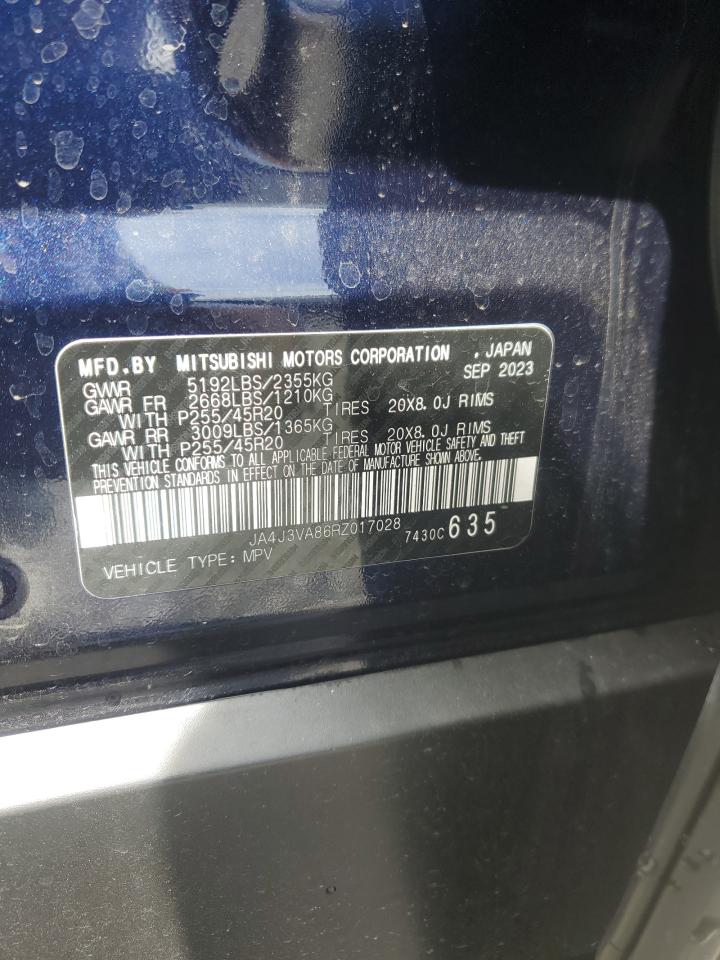 MFD.BY MITSUBISHI MOTORS CORPORATION . JAPAN
GVWR 5192LBS/2355KG SEP 2023
GAWR FR 2668LBS/1210KG
WITH P255/45R20 TIRES 20X8.0J RIMS
GAWR RR 3009LBS/1365KG
WITH P255/45R20 TIRES 20X8.0J RIMS
THIS VEHICLE CONFORMS TO ALL APPLICABLE FEDERAL MOTOR VEHICLE SAFETY AND THEFT
PREVENTION STANDARDS IN EFFECT ON THE DATE OF MANUFACTURE SHOWN ABOVE.
JA4J3VA86RZ017028
VEHICLE TYPE: MPV 7430C635